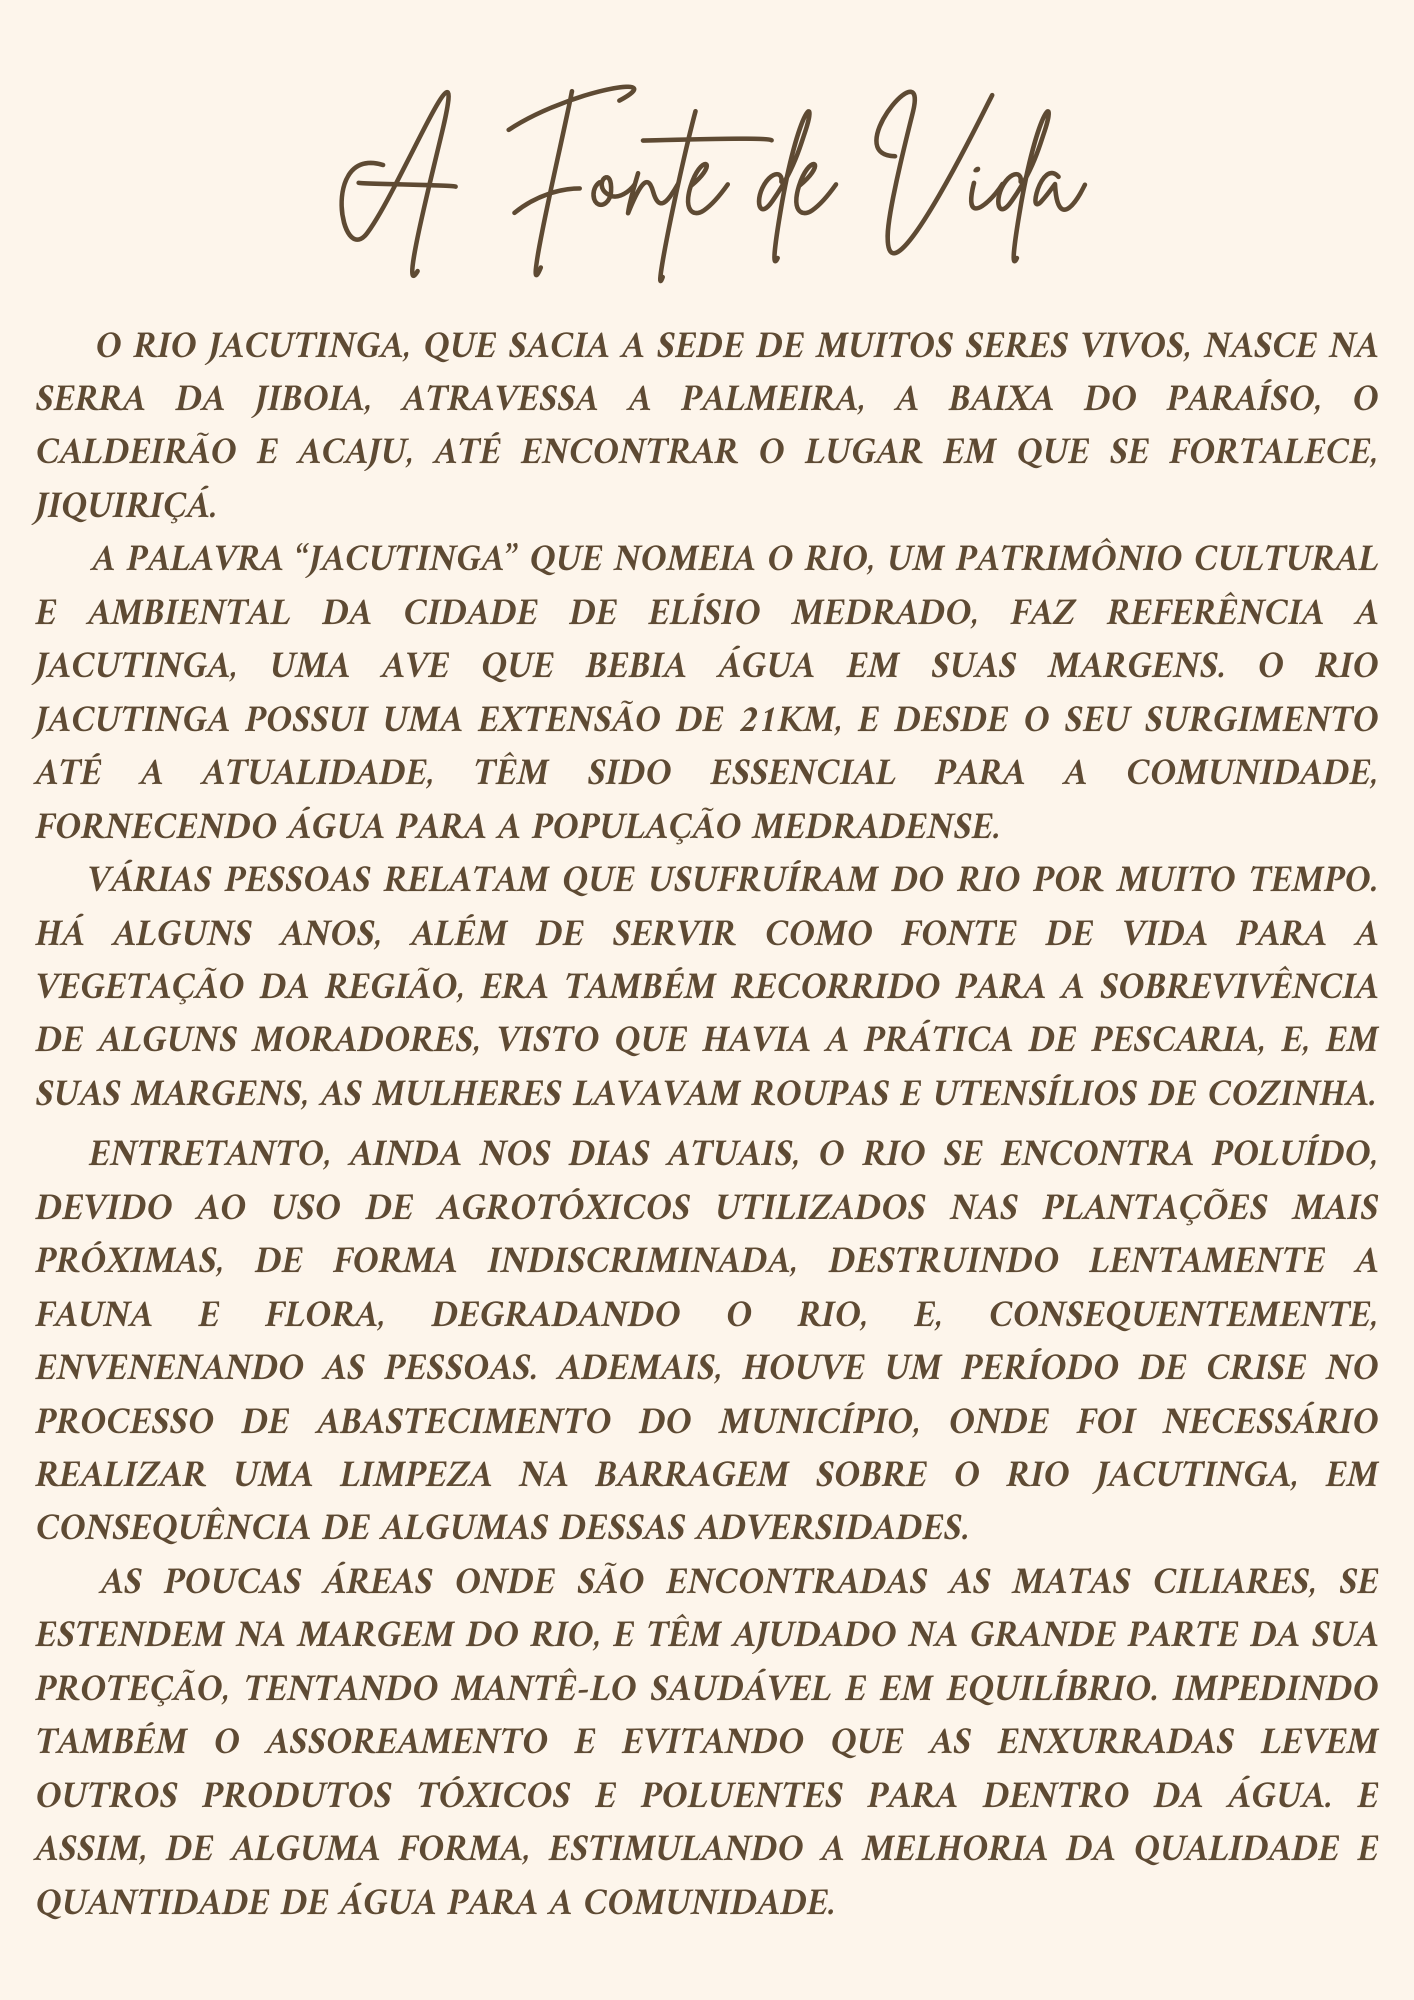 A Fonte de Vida
O RIO JACUTINGA, QUE SACIA A SEDE DE MUITOS SERES VIVOS, NASCE NA
SERRA DA JIBOIA, ATRAVESSA A PALMEIRA, A BAIXA DO PARAÍSO, O
CALDEIRÃO E ACAJU, ATÉ ENCONTRAR O LUGAR EM QUE SE FORTALECE,
JIQUIRIÇÁ.
A PALAVRA “JACUTINGA” QUE NOMEIA O RIO, UM PATRIMÔNIO CULTURAL
E AMBIENTAL DA CIDADE DE ELÍSIO MEDRADO, FAZ REFERÊNCIA A
JACUTINGA, UMA AVE QUE BEBIA ÁGUA EM SUAS MARGENS. O RIO
JACUTINGA POSSUI UMA EXTENSÃO DE 21KM, E DESDE O SEU SURGIMENTO
ATÉ A ATUALIDADE, TÊM SIDO ESSENCIAL PARA A COMUNIDADE,
FORNECENDO ÁGUA PARA A POPULAÇÃO MEDRADENSE.
VÁRIAS PESSOAS RELATAM QUE USUFRUÍRAM DO RIO POR MUITO TEMPO.
HÁ ALGUNS ANOS, ALÉM DE SERVIR COMO FONTE DE VIDA PARA A
VEGETAÇÃO DA REGIÃO, ERA TAMBÉM RECORRIDO PARA A SOBREVIVÊNCIA
DE ALGUNS MORADORES, VISTO QUE HAVIA A PRÁTICA DE PESCARIA, E, EM
SUAS MARGENS, AS MULHERES LAVAVAM ROUPAS E UTENSÍLIOS DE COZINHA.
ENTRETANTO, AINDA NOS DIAS ATUAIS, O RIO SE ENCONTRA POLUÍDO,
DEVIDO AO USO DE AGROTÓXICOS UTILIZADOS NAS PLANTAÇÕES MAIS
PRÓXIMAS, DE FORMA INDISCRIMINADA, DESTRUINDO LENTAMENTE A
FAUNA E FLORA, DEGRADANDO O RIO, E, CONSEQUENTEMENTE,
ENVENENANDO AS PESSOAS. ADEMAIS, HOUVE UM PERÍODO DE CRISE NO
PROCESSO DE ABASTECIMENTO DO MUNICÍPIO, ONDE FOI NECESSÁRIO
REALIZAR UMA LIMPEZA NA BARRAGEM SOBRE O RIO JACUTINGA, EM
CONSEQUÊNCIA DE ALGUMAS DESSAS ADVERSIDADES.
AS POUCAS ÁREAS ONDE SÃO ENCONTRADAS AS MATAS CILIARES, SE
ESTENDEM NA MARGEM DO RIO, E TÊM AJUDADO NA GRANDE PARTE DA SUA
PROTEÇÃO, TENTANDO MANTÊ-LO SAUDÁVEL E EM EQUILÍBRIO. IMPEDINDO
TAMBÉM O ASSOREAMENTO E EVITANDO QUE AS ENXURRADAS LEVEM
OUTROS PRODUTOS TÓXICOS E POLUENTES PARA DENTRO DA ÁGUA. E
ASSIM, DE ALGUMA FORMA, ESTIMULANDO A MELHORIA DA QUALIDADE E
QUANTIDADE DE ÁGUA PARA A COMUNIDADE.